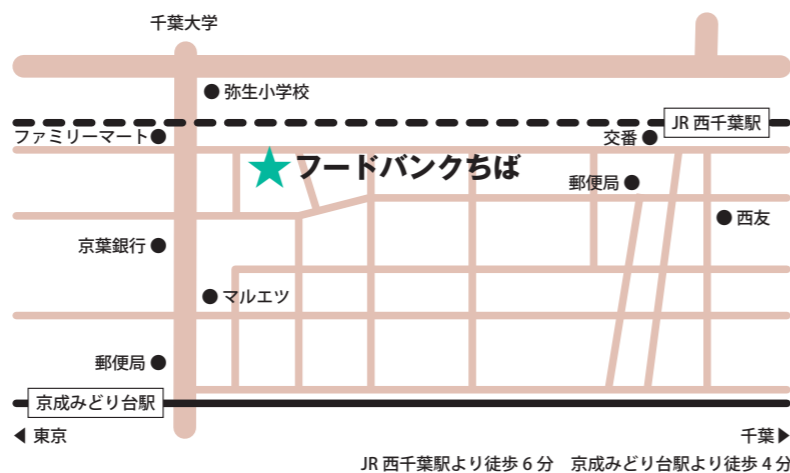 千葉大学
弥生小学校
JR 西千葉駅
ファミリーマート
交番
フードバンクちば
郵便局
西友
京葉銀行
マルエツ
郵便局
京成みどり台駅
東京
千葉
JR 西千葉駅より徒歩 6 分　京成みどり台駅より徒歩 4 分